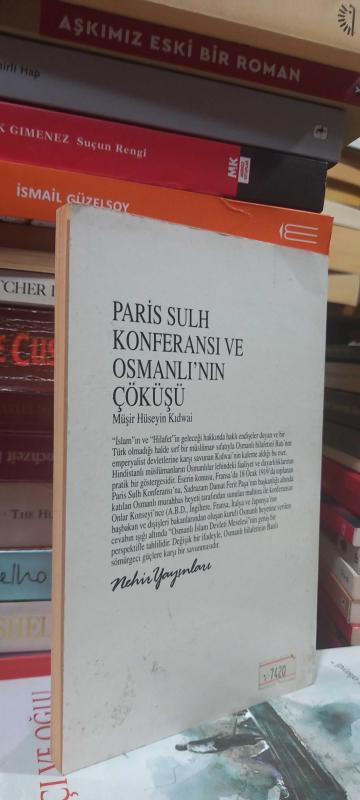 AŞKIMIZ ESKİ BİR ROMAN
Hap
GIMENEZ Suçun Rengi
MK
İSMAİL GÜZELSOY
PARİS SULH
KONFERANSI VE
OSMANLI'NIN
ÇÖKÜŞÜ
Müşir Hüseyin Kıdwai
"İslam"ın ve "Hilafet"in geleceği hakkında haklı endişeler duyan ve bir
Türk olmadığı halde sırf bir müslüman sıfatıyla Osmanlı hilafetini Batı'nın
emperyalist devletlerine karşı savunan Kıdwai'nin kaleme aldığı bu eser,
Hindistanlı müslümanların Osmanlılar lehindeki faaliyet ve duyarlıklarının
pratik bir göstergesidir. Eserin konusu, Fransa'da 18 Ocak 1919'da toplanan
Paris Sulh Konferansı'na, Sadrazam Damat Ferit Paşa'nın başkanlığı altında
katılan Osmanlı murahhas heyeti tarafından sunulan muhtıra ile konferansın
Onlar Konseyi'nce (A.B.D., İngiltere, Fransa, İtalya ve Japonya'nın
başbakan ve dışişleri bakanlarından oluşan kurul) Osmanlı heyetine verilen
cevabın ışığı altında "Osmanlı İslam Devleti Meselesi"nın geniş bir
perspektifle tahlilidir. Değişik bir ifadeyle, Osmanlı hilafetinin Batılı
sömürgeci güçlere karşı bir savunmasıdır.
Nehir Yayınları
7420
VE OĞLU